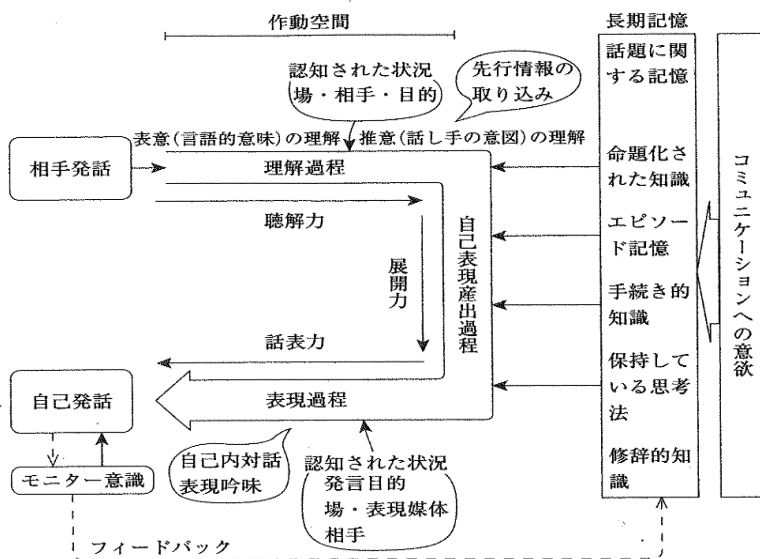 作動空間
長期記憶
認知された状況
場・相手・目的
先行情報の
取り込み
話題に関
する記憶
表意(言語的意味)の理解
推意(話し手の意図)の理解
相手発話
理解過程
命題化さ
れた知識
聴解力
エピソー
ド記憶
展開力
自己表現産出過程
手続き的
知識
コミュニケーションへの意欲
話表力
保持して
いる思考
法
自己発話
表現過程
自己内対話
表現吟味
認知された状況
発言目的
場・表現媒体
相手
修辞的知
識
モニター意識
フィードバック